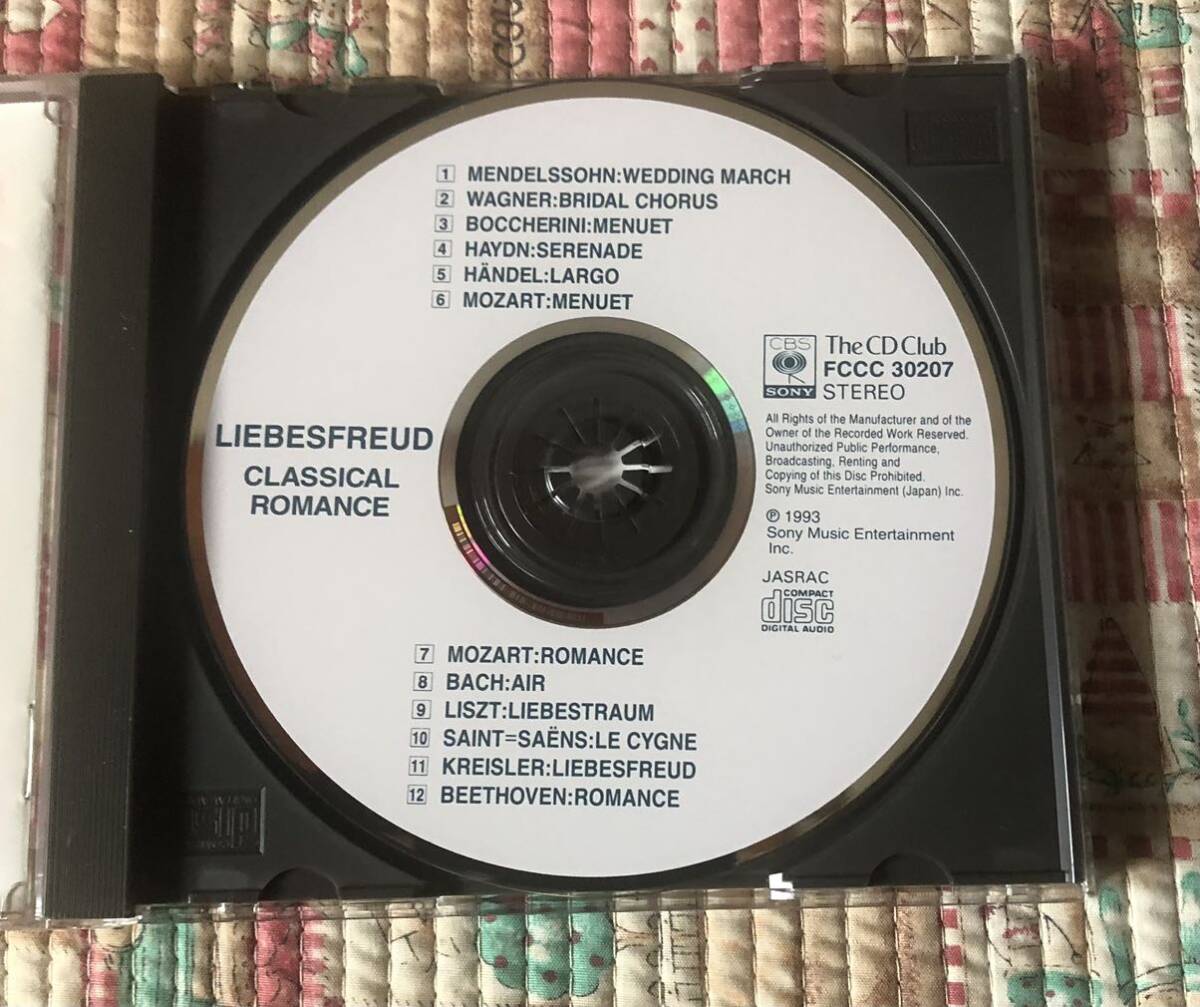 1 MENDELSSOHN:WEDDING MARCH
2 WAGNER:BRIDAL CHORUS
3 BOCCHERINI:MENUET
4 HAYDN:SERENADE
5 HÄNDEL:LARGO
6 MOZART:MENUET
LIEBESFREUD
CLASSICAL
ROMANCE
CBS
SONY
The CD Club
FCCC 30207
STEREO
All Rights of the Manufacturer and of the
Owner of the Recorded Work Reserved.
Unauthorized Public Performance,
Broadcasting, Renting and
Copying of this Disc Prohibited.
Sony Music Entertainment (Japan) Inc.
Ⓟ 1993
Sony Music Entertainment
Inc.
JASRAC
COMPACT
disc
DIGITAL AUDIO
7 MOZART:ROMANCE
8 BACH:AIR
9 LISZT:LIEBESTRAUM
10 SAINT=SAËNS:LE CYGNE
11 KREISLER:LIEBESFREUD
12 BEETHOVEN:ROMANCE